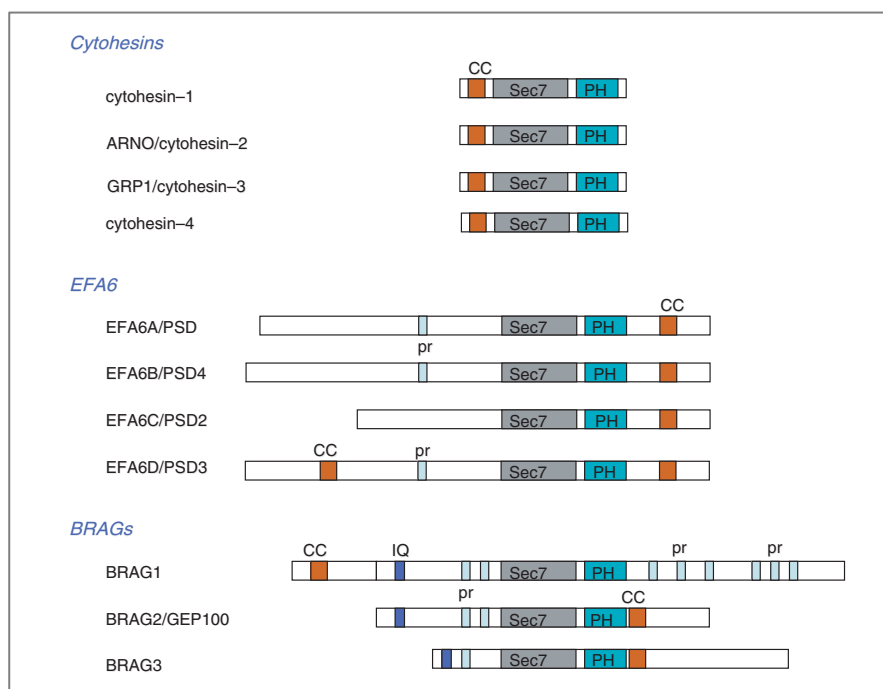 Cytohesins
CC
cytohesin–1 Sec7 PH
ARNO/cytohesin–2 Sec7 PH
GRP1/cytohesin–3 Sec7 PH
cytohesin–4 Sec7 PH
EFA6
CC
EFA6A/PSD Sec7 PH
pr
EFA6B/PSD4 Sec7 PH
EFA6C/PSD2 Sec7 PH
CC pr
EFA6D/PSD3 Sec7 PH
BRAGs
CC IQ pr pr
BRAG1 Sec7 PH
pr CC
BRAG2/GEP100 Sec7 PH
BRAG3 Sec7 PH